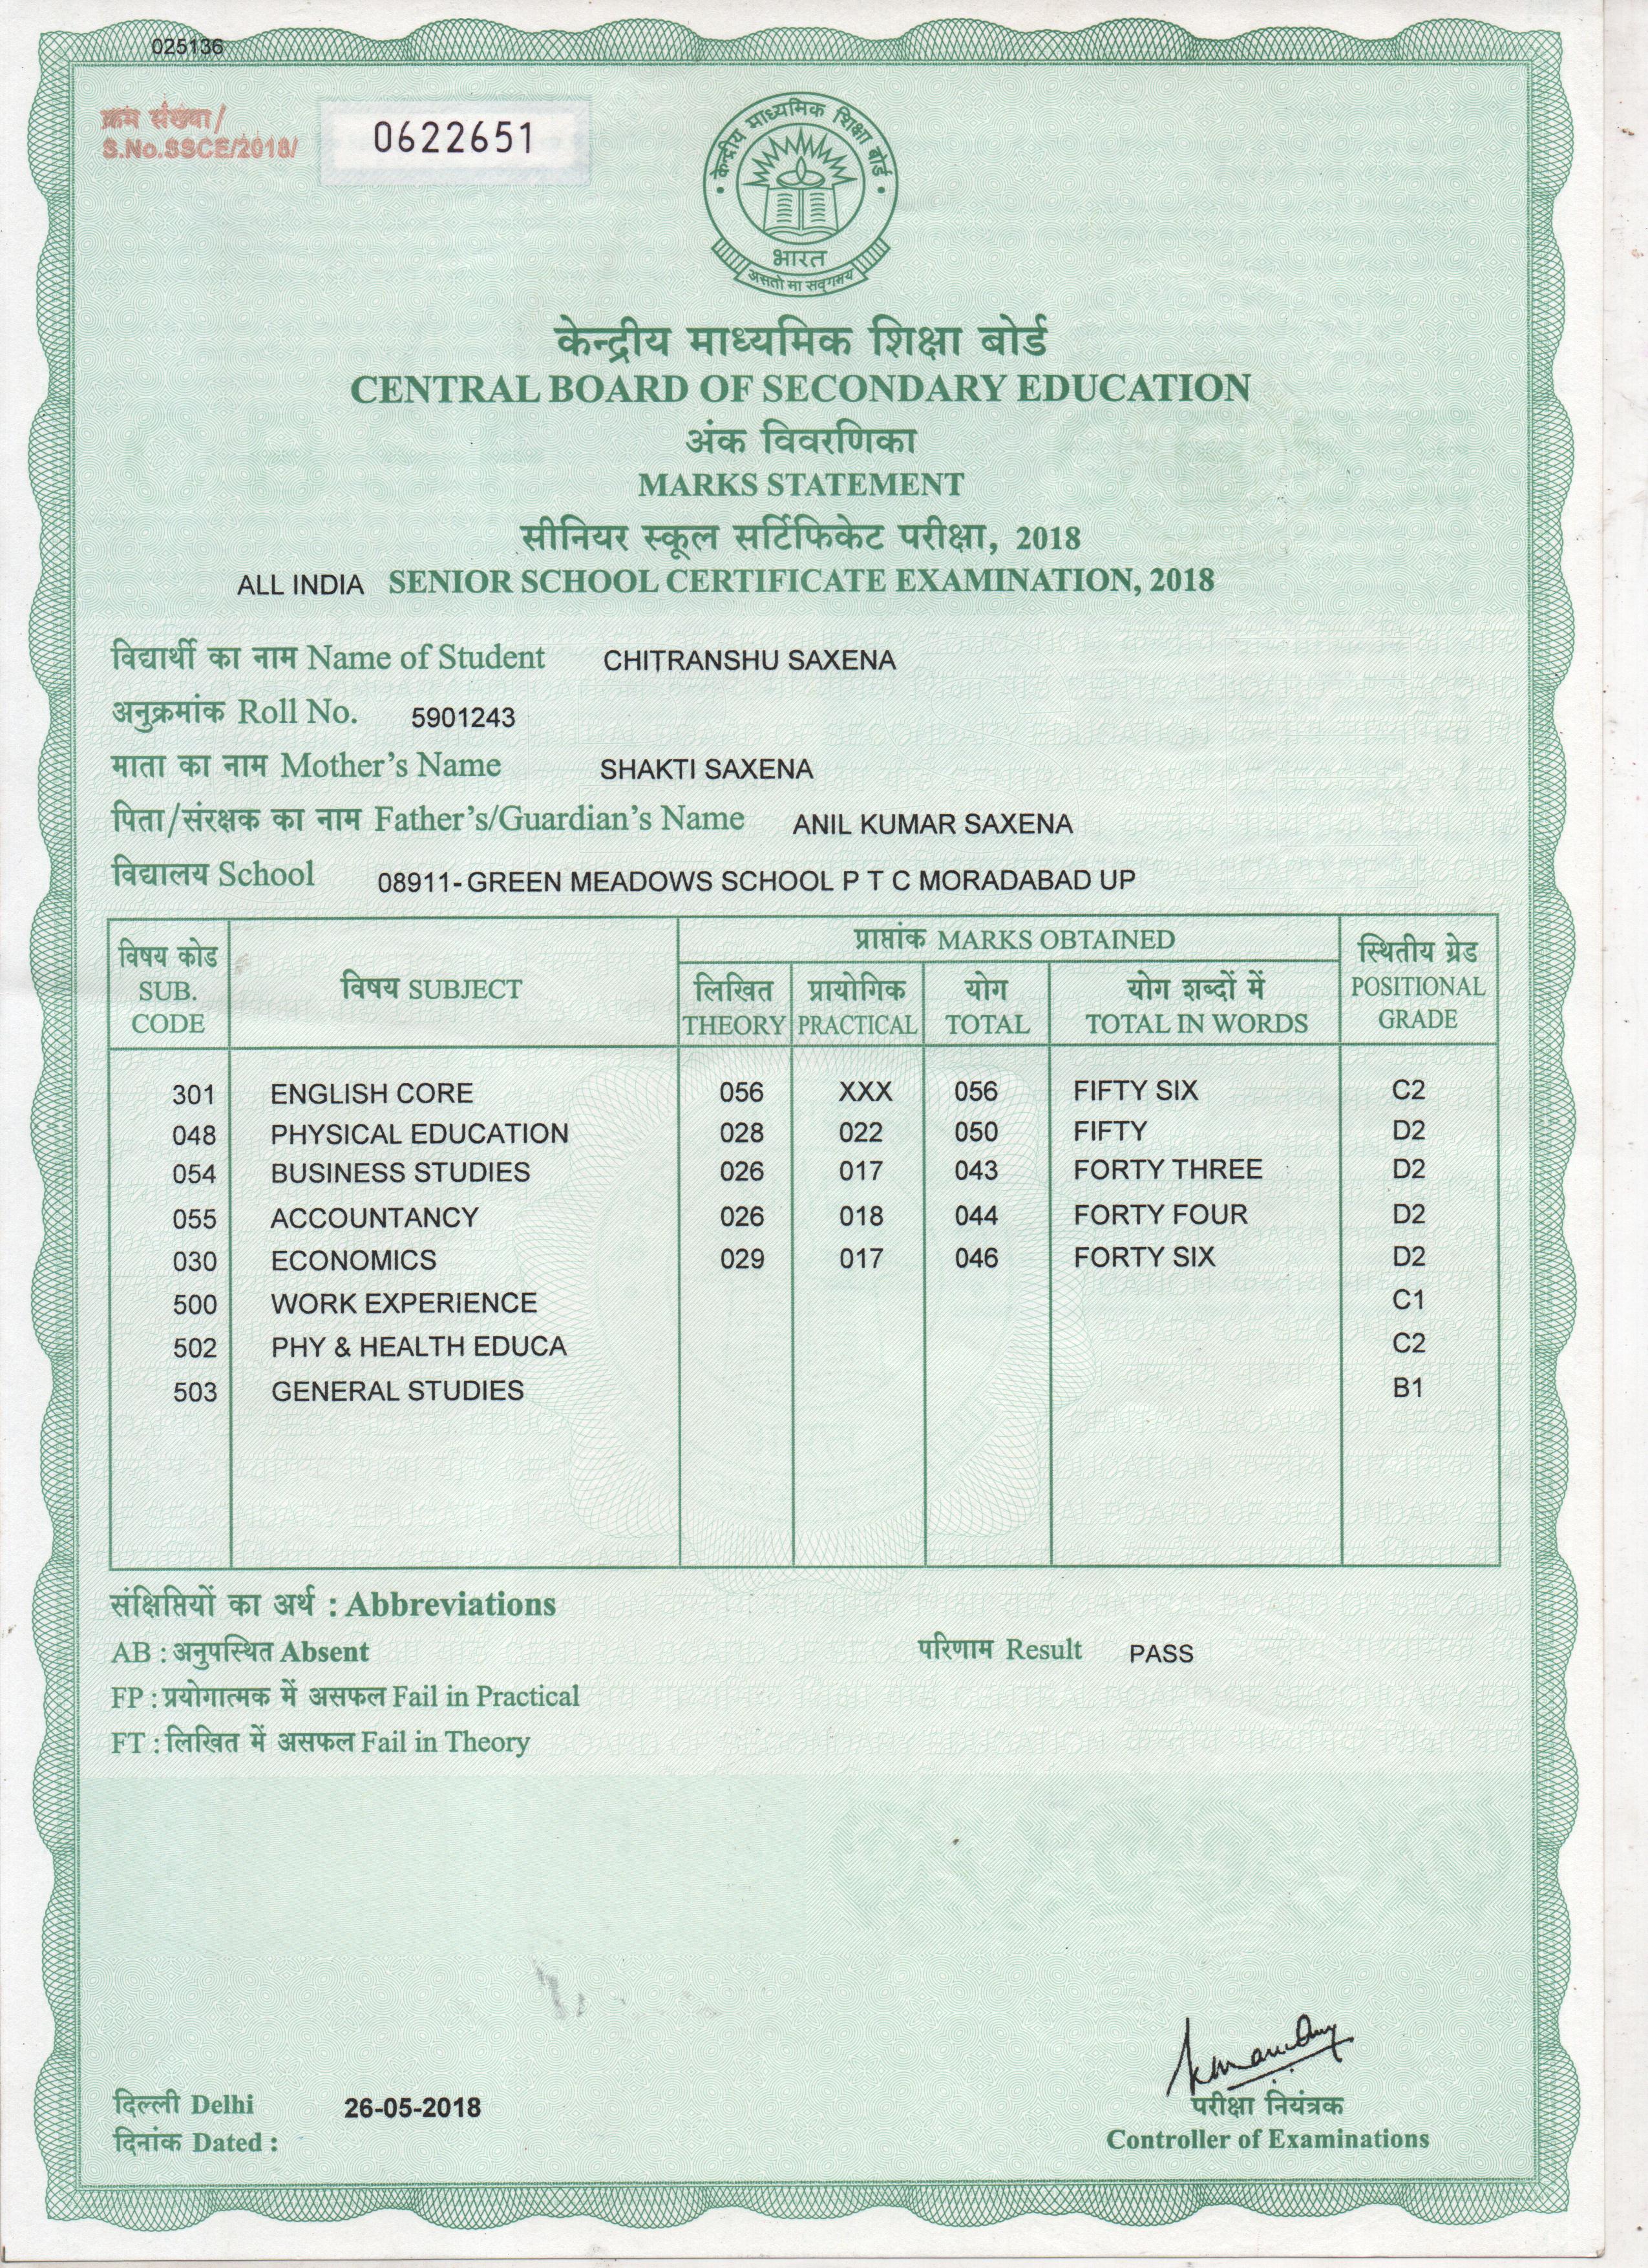 025136
क्रम संख्या/
S.No.SSCE/2018/
0622651
केन्द्रीय माध्यमिक शिक्षा बोर्ड
भारत
असतो मा सद्गमय
केन्द्रीय माध्यमिक शिक्षा बोर्ड
CENTRAL BOARD OF SECONDARY EDUCATION
अंक विवरणिका
MARKS STATEMENT
सीनियर स्कूल सर्टिफिकेट परीक्षा, 2018
ALL INDIA SENIOR SCHOOL CERTIFICATE EXAMINATION, 2018
विद्यार्थी का नाम Name of Student CHITRANSHU SAXENA
अनुक्रमांक Roll No. 5901243
माता का नाम Mother's Name SHAKTI SAXENA
पिता/संरक्षक का नाम Father's/Guardian's Name ANIL KUMAR SAXENA
विद्यालय School 08911-GREEN MEADOWS SCHOOL P T C MORADABAD UP
विषय कोड SUB. CODE
विषय SUBJECT
प्राप्तांक MARKS OBTAINED
लिखित THEORY
प्रायोगिक PRACTICAL
योग TOTAL
योग शब्दों में TOTAL IN WORDS
स्थितीय ग्रेड POSITIONAL GRADE
301 ENGLISH CORE 056 XXX 056 FIFTY SIX C2
048 PHYSICAL EDUCATION 028 022 050 FIFTY D2
054 BUSINESS STUDIES 026 017 043 FORTY THREE D2
055 ACCOUNTANCY 026 018 044 FORTY FOUR D2
030 ECONOMICS 029 017 046 FORTY SIX D2
500 WORK EXPERIENCE C1
502 PHY & HEALTH EDUCA C2
503 GENERAL STUDIES B1
संक्षिप्तियों का अर्थ : Abbreviations
AB : अनुपस्थित Absent
परिणाम Result PASS
FP : प्रयोगात्मक में असफल Fail in Practical
FT : लिखित में असफल Fail in Theory
दिल्ली Delhi 26-05-2018
दिनांक Dated :
परीक्षा नियंत्रक
Controller of Examinations